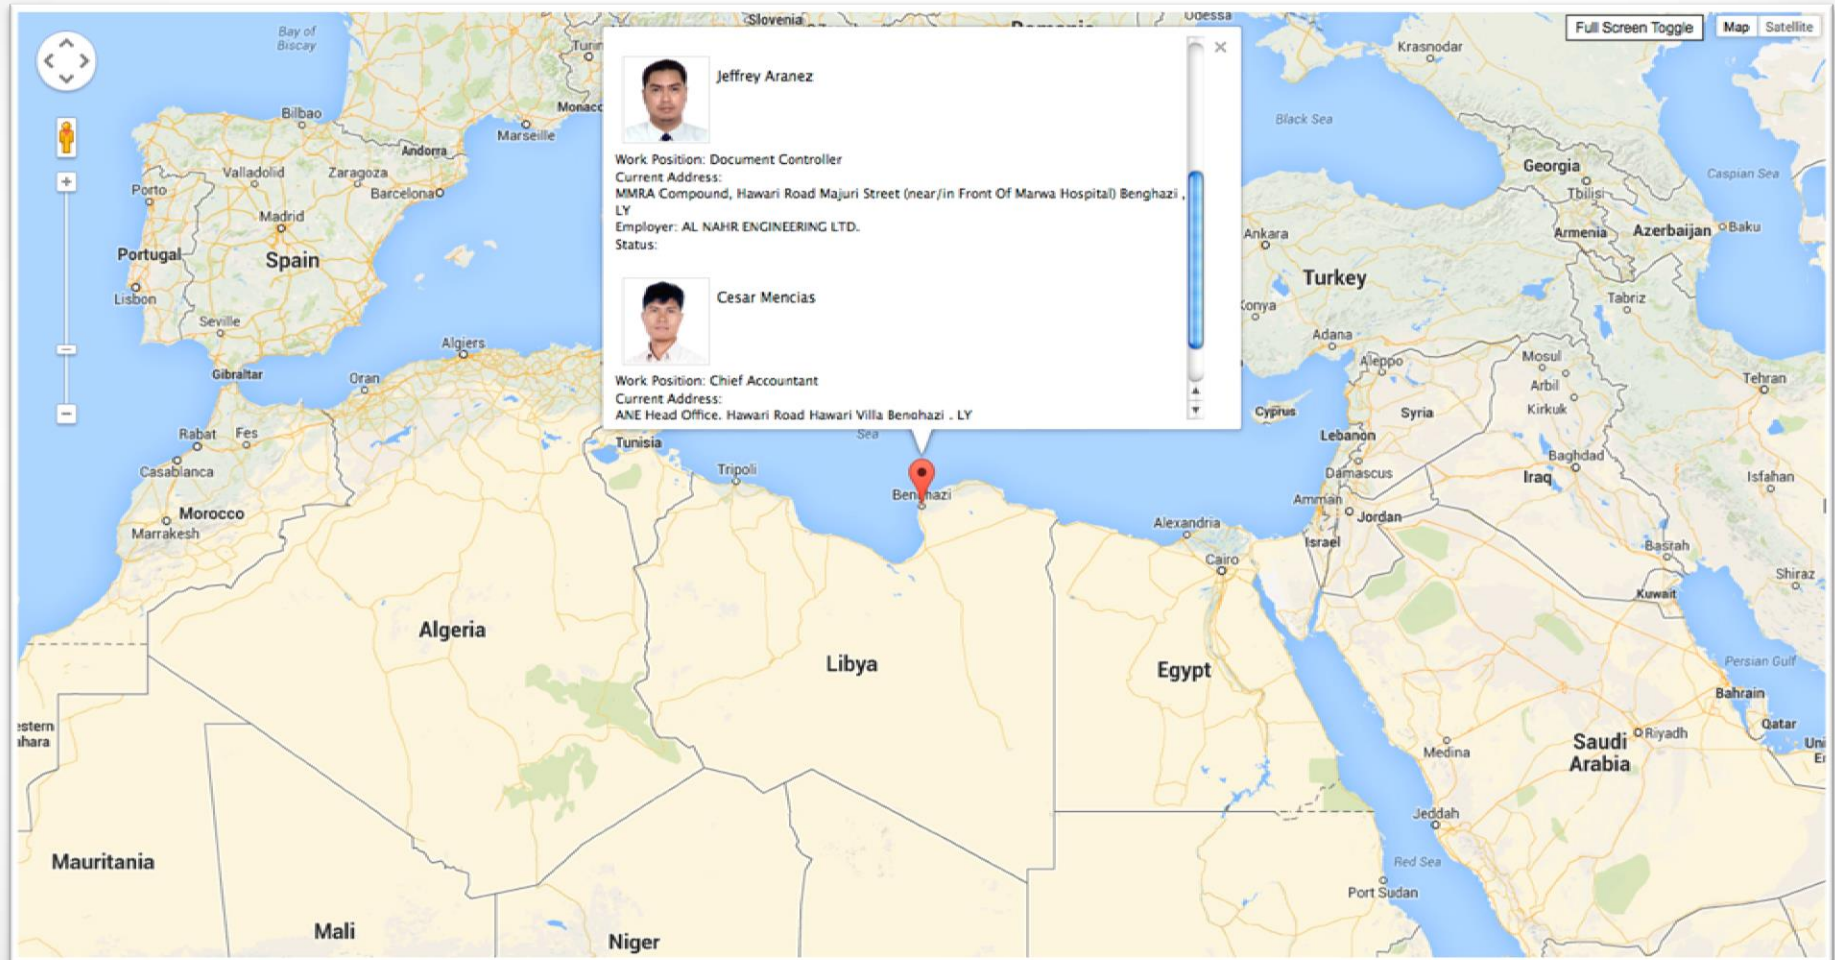 Bay of
Biscay
Slovenia
Odessa
Full Screen Toggle
Map
Satellite
Krasnodar
Jeffrey Aranez
Work Position: Document Controller
Current Address:
MMRA Compound, Hawari Road Majuri Street (near/in Front Of Marwa Hospital) Benghazi ,
LY
Employer: AL NAHR ENGINEERING LTD.
Status:
Cesar Mencias
Work Position: Chief Accountant
Current Address:
ANE Head Office. Hawari Road Hawari Villa Benghazi . LY
Monaco
Bilbao
Marseille
Andorra
Black Sea
Valladolid
Zaragoza
Barcelona
Porto
Madrid
Portugal
Spain
Lisbon
Seville
Gibraltar
Algiers
Oran
Georgia
Tbilisi
Caspian Sea
Ankara
Armenia
Azerbaijan
Baku
Turkey
Konya
Tabriz
Adana
Aleppo
Mosul
Arbil
Kirkuk
Tehran
Cyprus
Syria
Lebanon
Damascus
Baghdad
Iraq
Isfahan
Amman
Jordan
Israel
Basrah
Kuwait
Shiraz
Rabat
Fes
Casablanca
Morocco
Marrakesh
Tunisia
Sea
Tripoli
Benghazi
Alexandria
Cairo
Algeria
Libya
Egypt
Persian Gulf
Bahrain
Qatar
Saudi
Arabia
Riyadh
Medina
Jeddah
Red Sea
Port Sudan
Mauritania
Mali
Niger